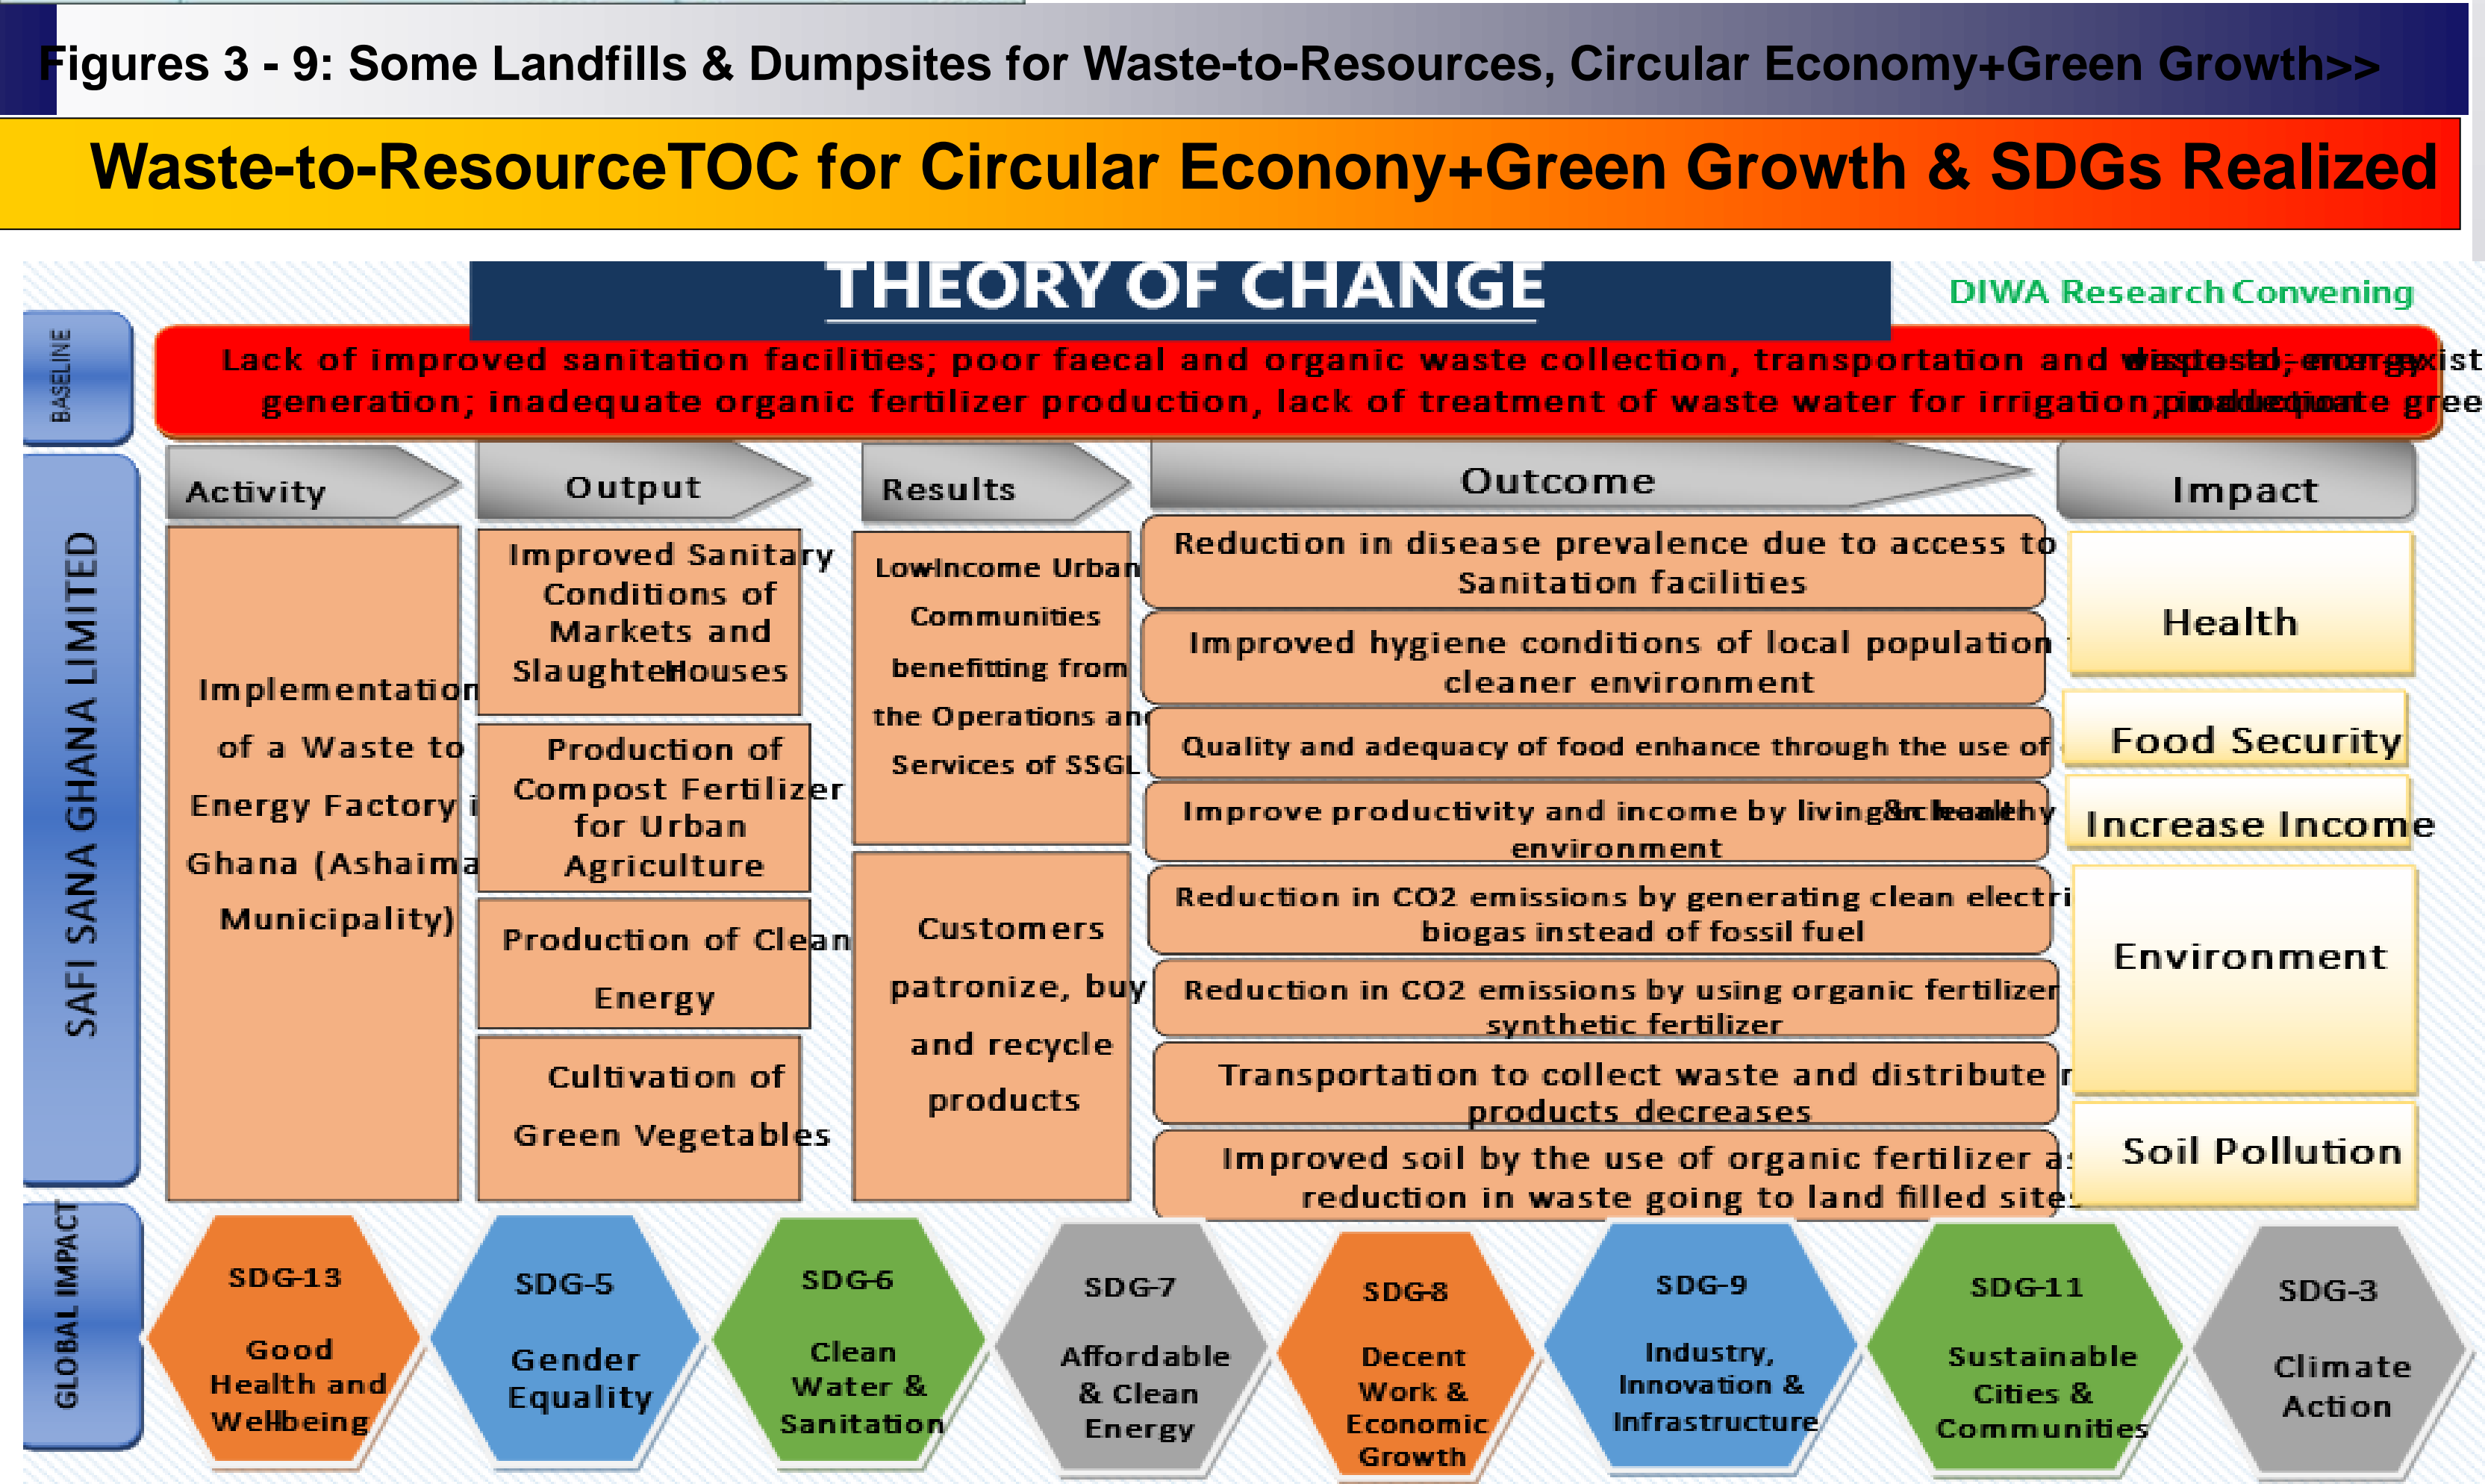 Figures 3 - 9: Some Landfills & Dumpsites for Waste-to-Resources, Circular Economy+Green Growth>>
Waste-to-ResourceTOC for Circular Econony+Green Growth & SDGs Realized
THEORY OF CHANGE
DIWA Research Convening
BASELINE
Lack of improved sanitation facilities; poor faecal and organic waste collection, transportation and
generation; inadequate organic fertilizer production, lack of treatment of waste water for irrigation;
SAFI SANA GHANA LIMITED
Activity
Implementation
of a Waste to
Energy Factory i
Ghana (Ashaima
Municipality)
Output
Improved Sanitary
Conditions of
Markets and
Slaughter Houses
Production of
Compost Fertilizer
for Urban
Agriculture
Production of Clean
Energy
Cultivation of
Green Vegetables
Results
Low-Income Urban
Communities
benefitting from
the Operations and
Services of SSGL
Customers
patronize, buy
and recycle
products
Outcome
Reduction in disease prevalence due to access to
Sanitation facilities
Improved hygiene conditions of local population
cleaner environment
Quality and adequacy of food enhance through the use of
Improve productivity and income by living
environment
Reduction in CO2 emissions by generating clean electri
biogas instead of fossil fuel
Reduction in CO2 emissions by using organic fertilizer
synthetic fertilizer
Transportation to collect waste and distribute
products decreases
Improved soil by the use of organic fertilizer as
reduction in waste going to land filled sites
Impact
Health
Food Security
Increase Income
Environment
Soil Pollution
GLOBAL IMPACT
SDG-13
Good
Health and
Well-being
SDG-5
Gender
Equality
SDG-6
Clean
Water &
Sanitation
SDG-7
Affordable
& Clean
Energy
SDG-8
Decent
Work &
Economic
Growth
SDG-9
Industry,
Innovation &
Infrastructure
SDG-11
Sustainable
Cities &
Communities
SDG-3
Climate
Action